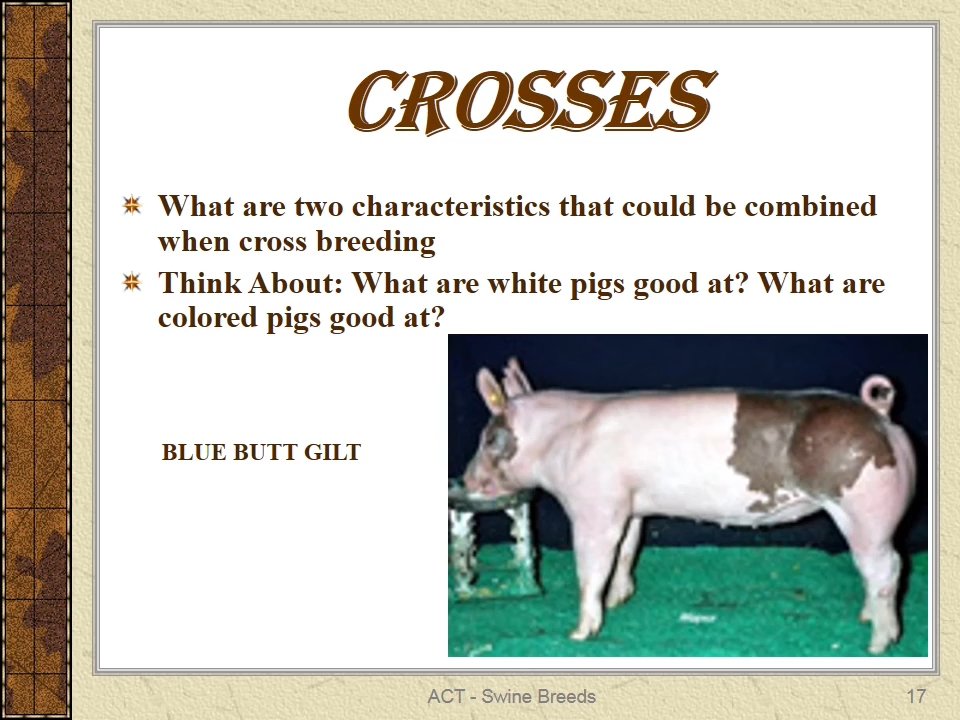 CROSSES
What are two characteristics that could be combined
when cross breeding
Think About: What are white pigs good at? What are
colored pigs good at?
BLUE BUTT GILT
ACT - Swine Breeds
17